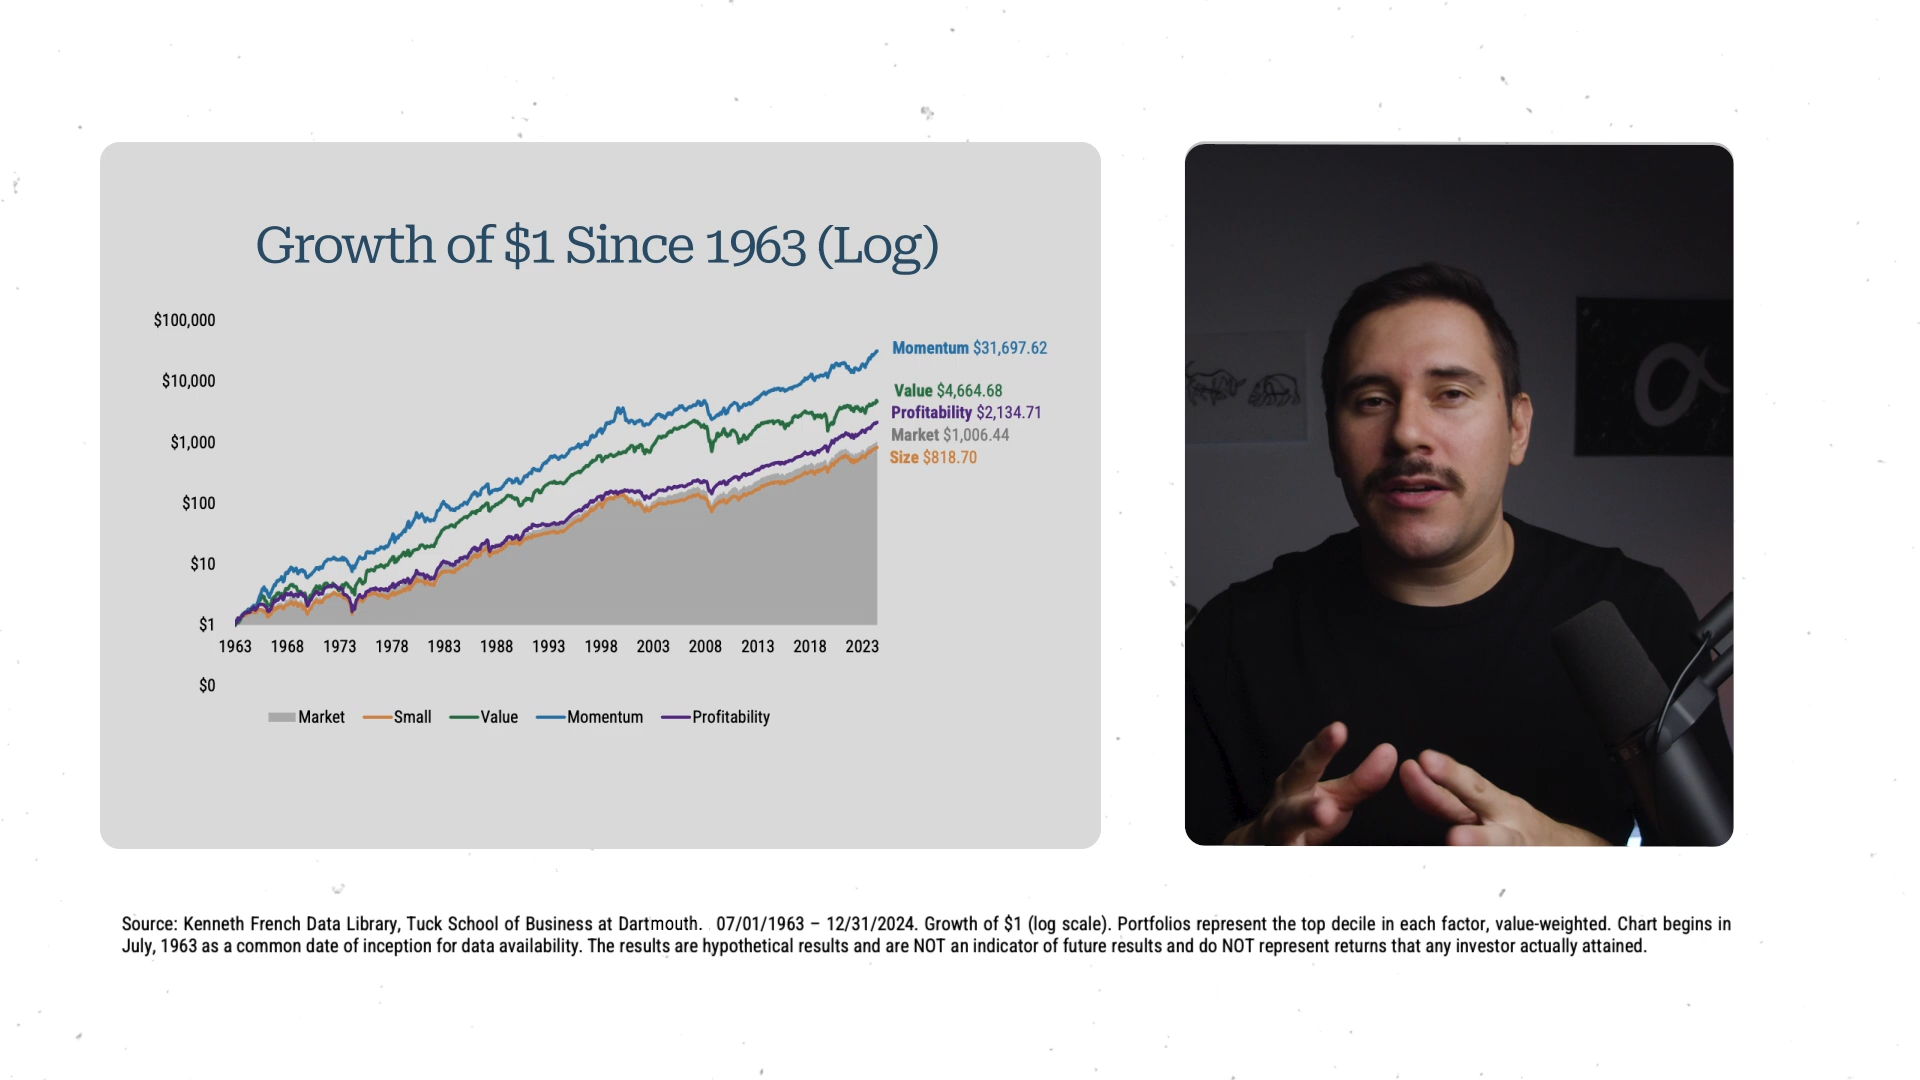 Growth of $1 Since 1963 (Log)
$100,000
$10,000
$1,000
$100
$10
$1
$0
Momentum $31,697.62
Value $4,664.68
Profitability $2,134.71
Market $1,006.44
Size $818.70
1963 1968 1973 1978 1983 1988 1993 1998 2003 2008 2013 2018 2023
Market Small Value Momentum Profitability
Source: Kenneth French Data Library, Tuck School of Business at Dartmouth. 07/01/1963 – 12/31/2024. Growth of $1 (log scale). Portfolios represent the top decile in each factor, value-weighted. Chart begins in
July, 1963 as a common date of inception for data availability. The results are hypothetical results and are NOT an indicator of future results and do NOT represent returns that any investor actually attained.